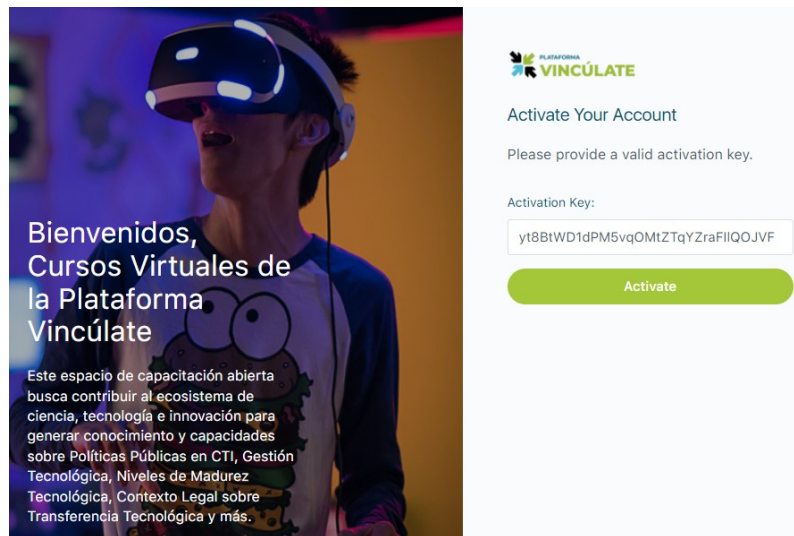 Bienvenidos,
Cursos Virtuales de
la Plataforma
Vincúlate
Este espacio de capacitación abierta
busca contribuir al ecosistema de
ciencia, tecnología e innovación para
generar conocimiento y capacidades
sobre Políticas Públicas en CTI, Gestión
Tecnológica, Niveles de Madurez
Tecnológica, Contexto Legal sobre
Transferencia Tecnológica y más.
PLATAFORMA
VINCÚLATE
Activate Your Account
Please provide a valid activation key.
Activation Key:
yt8BtWD1dPM5vqOMtZTqYZraFIlQOJVF
Activate